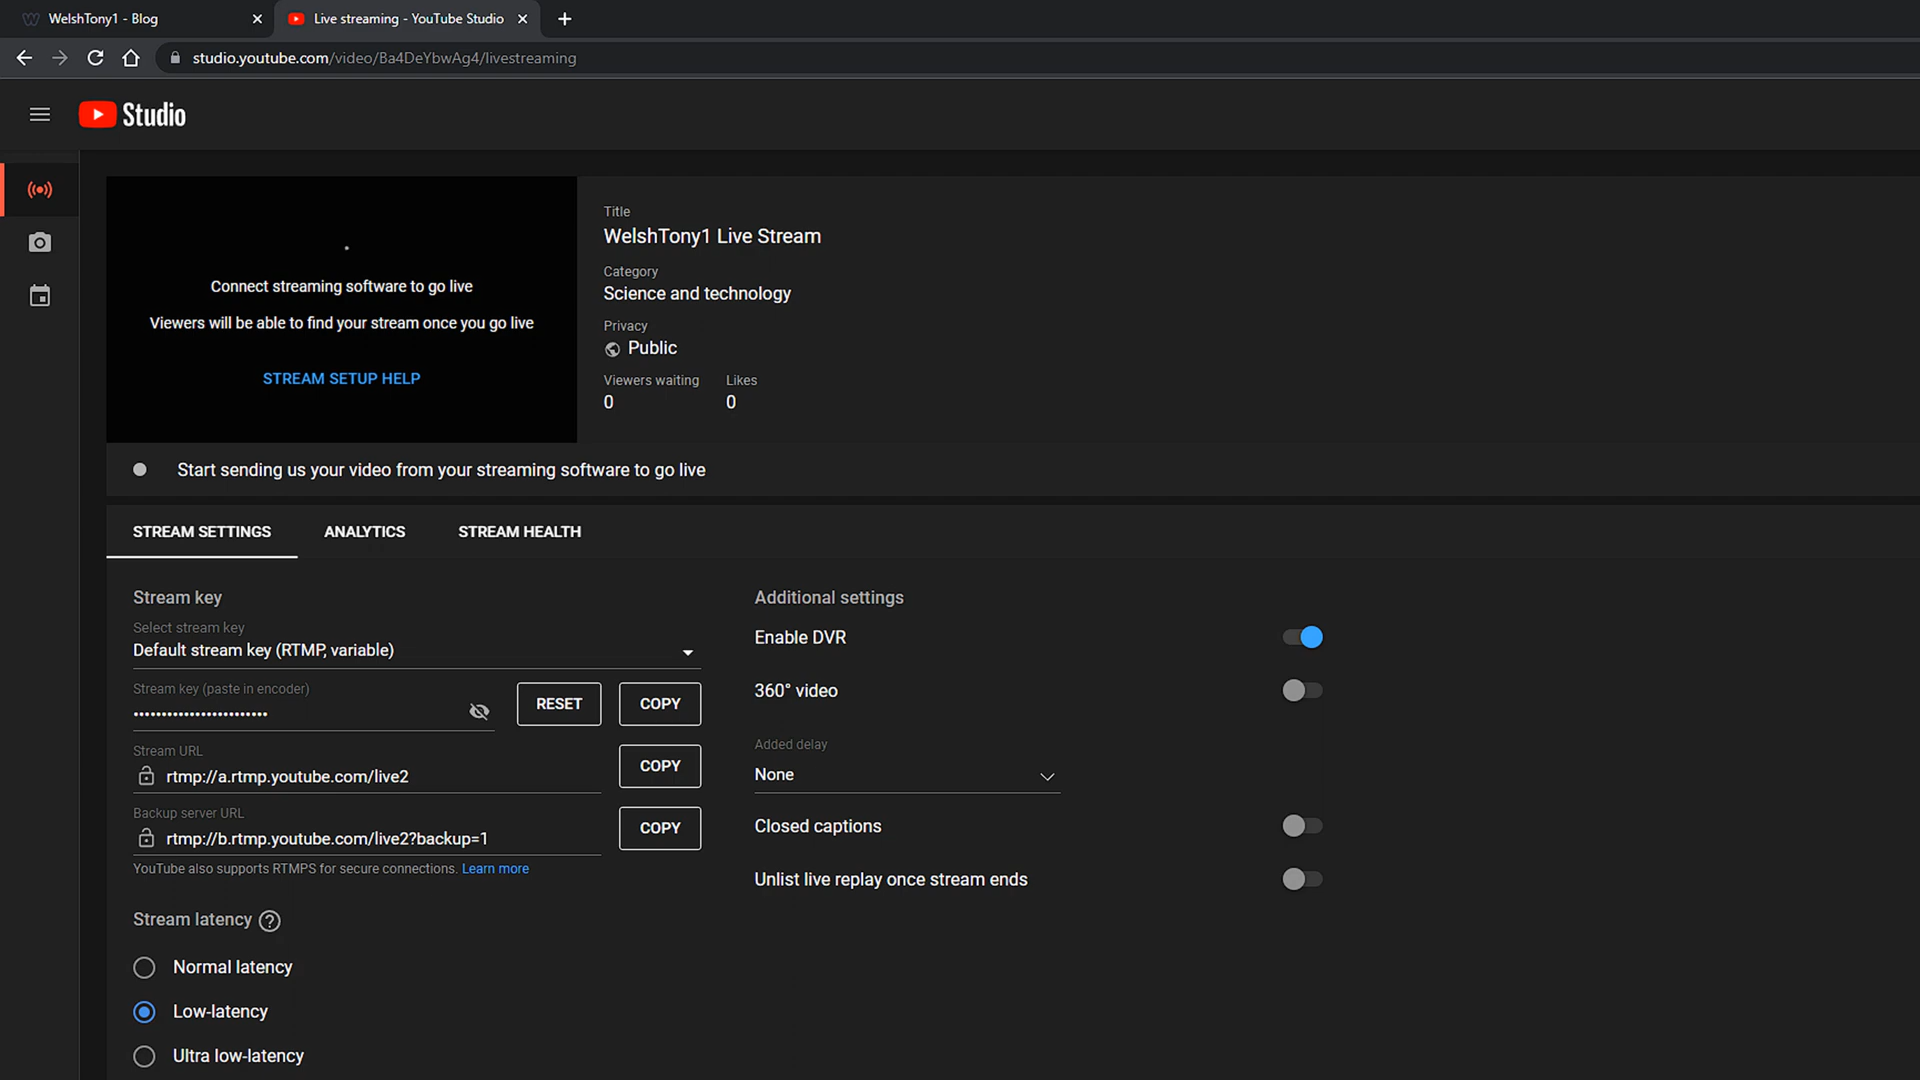 WelshTony1 - Blog
Live streaming - YouTube Studio
studio.youtube.com/video/Ba4DeYbwAg4/livestreaming
Studio
Connect streaming software to go live
Viewers will be able to find your stream once you go live
STREAM SETUP HELP
Title
WelshTony1 Live Stream
Category
Science and technology
Privacy
Public
Viewers waiting Likes
0 0
Start sending us your video from your streaming software to go live
STREAM SETTINGS ANALYTICS STREAM HEALTH
Stream key
Select stream key
Default stream key (RTMP, variable)
Stream key (paste in encoder)
•••••••••••••••••••••••• RESET COPY
Stream URL
rtmp://a.rtmp.youtube.com/live2 COPY
Backup server URL
rtmp://b.rtmp.youtube.com/live2?backup=1 COPY
YouTube also supports RTMPS for secure connections. Learn more
Stream latency ?
Normal latency
Low-latency
Ultra low-latency
Additional settings
Enable DVR
360° video
Added delay
None
Closed captions
Unlist live replay once stream ends